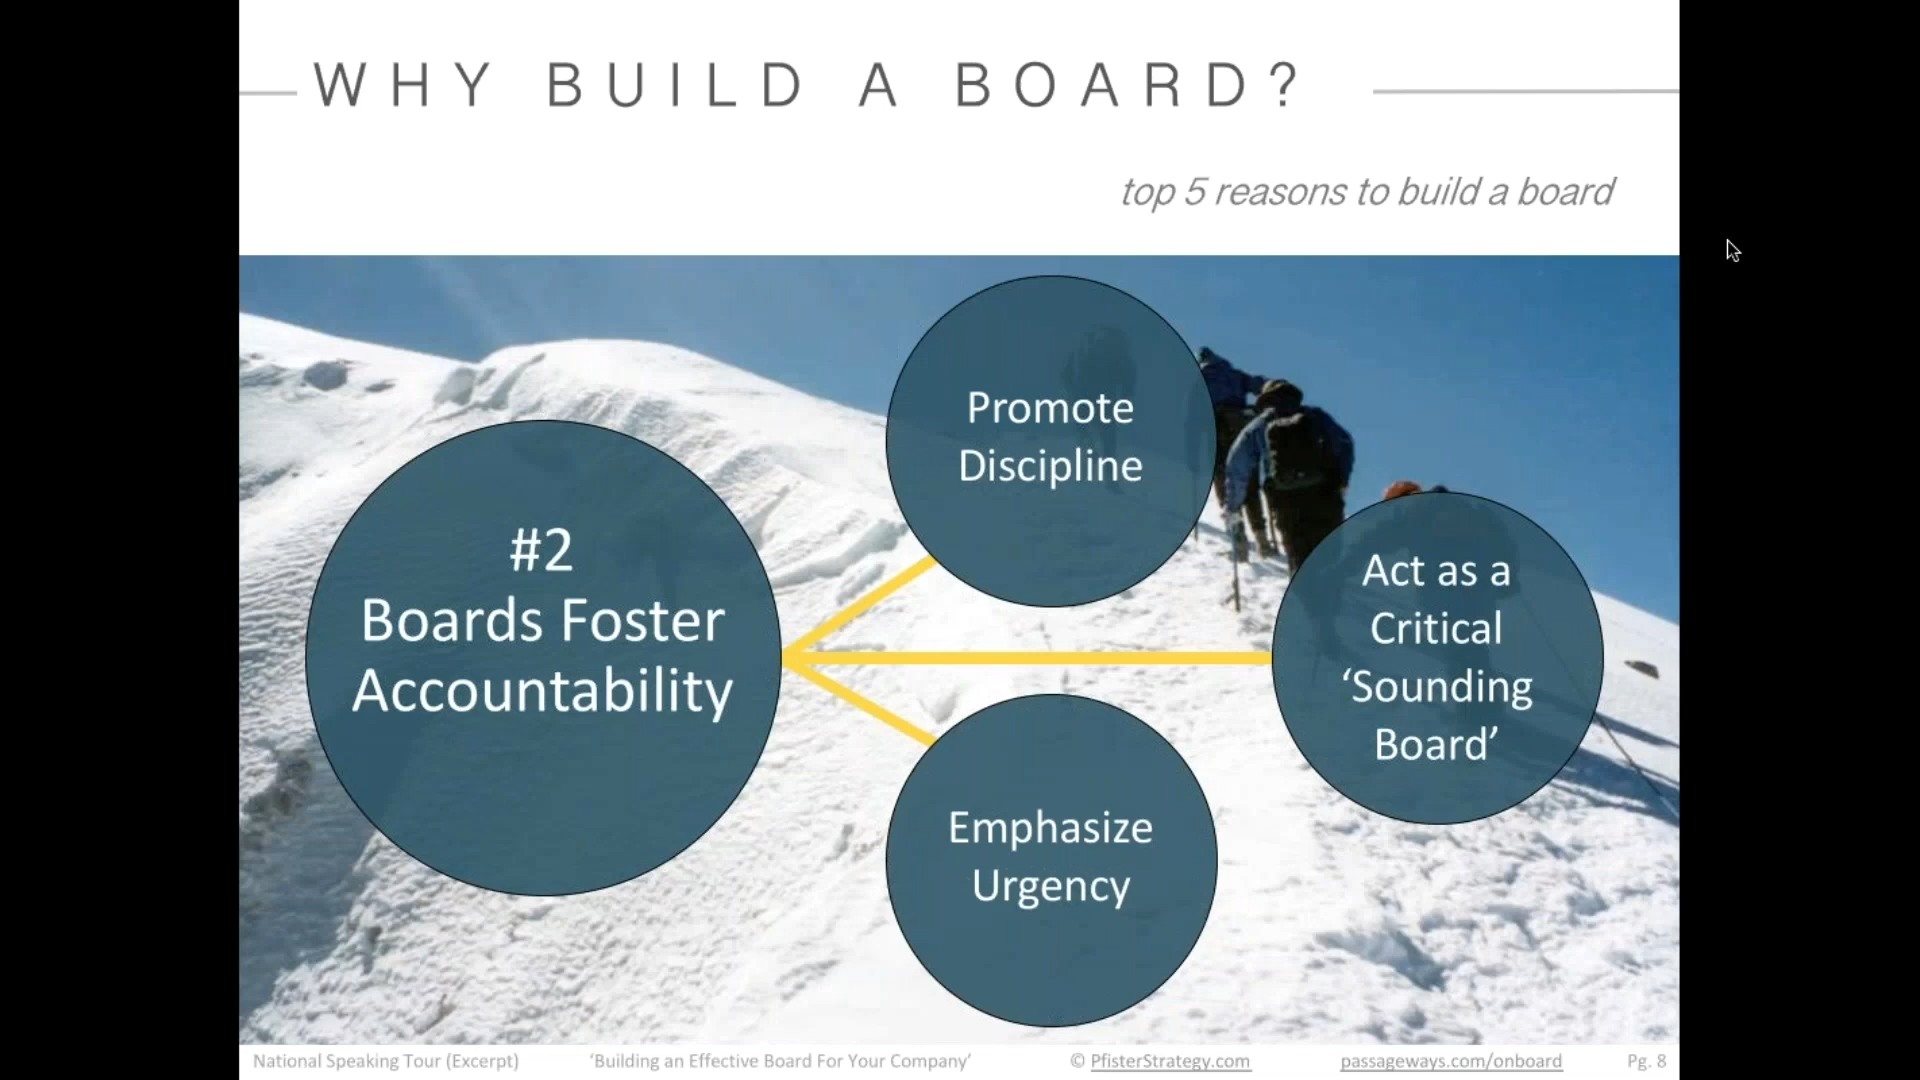 WHY BUILD A BOARD?
top 5 reasons to build a board
Promote
Discipline
#2
Boards Foster
Accountability
Act as a
Critical
‘Sounding
Board’
Emphasize
Urgency
National Speaking Tour (Excerpt) ‘Building an Effective Board For Your Company’ © PfisterStrategy.com passageways.com/onboard Pg. 8